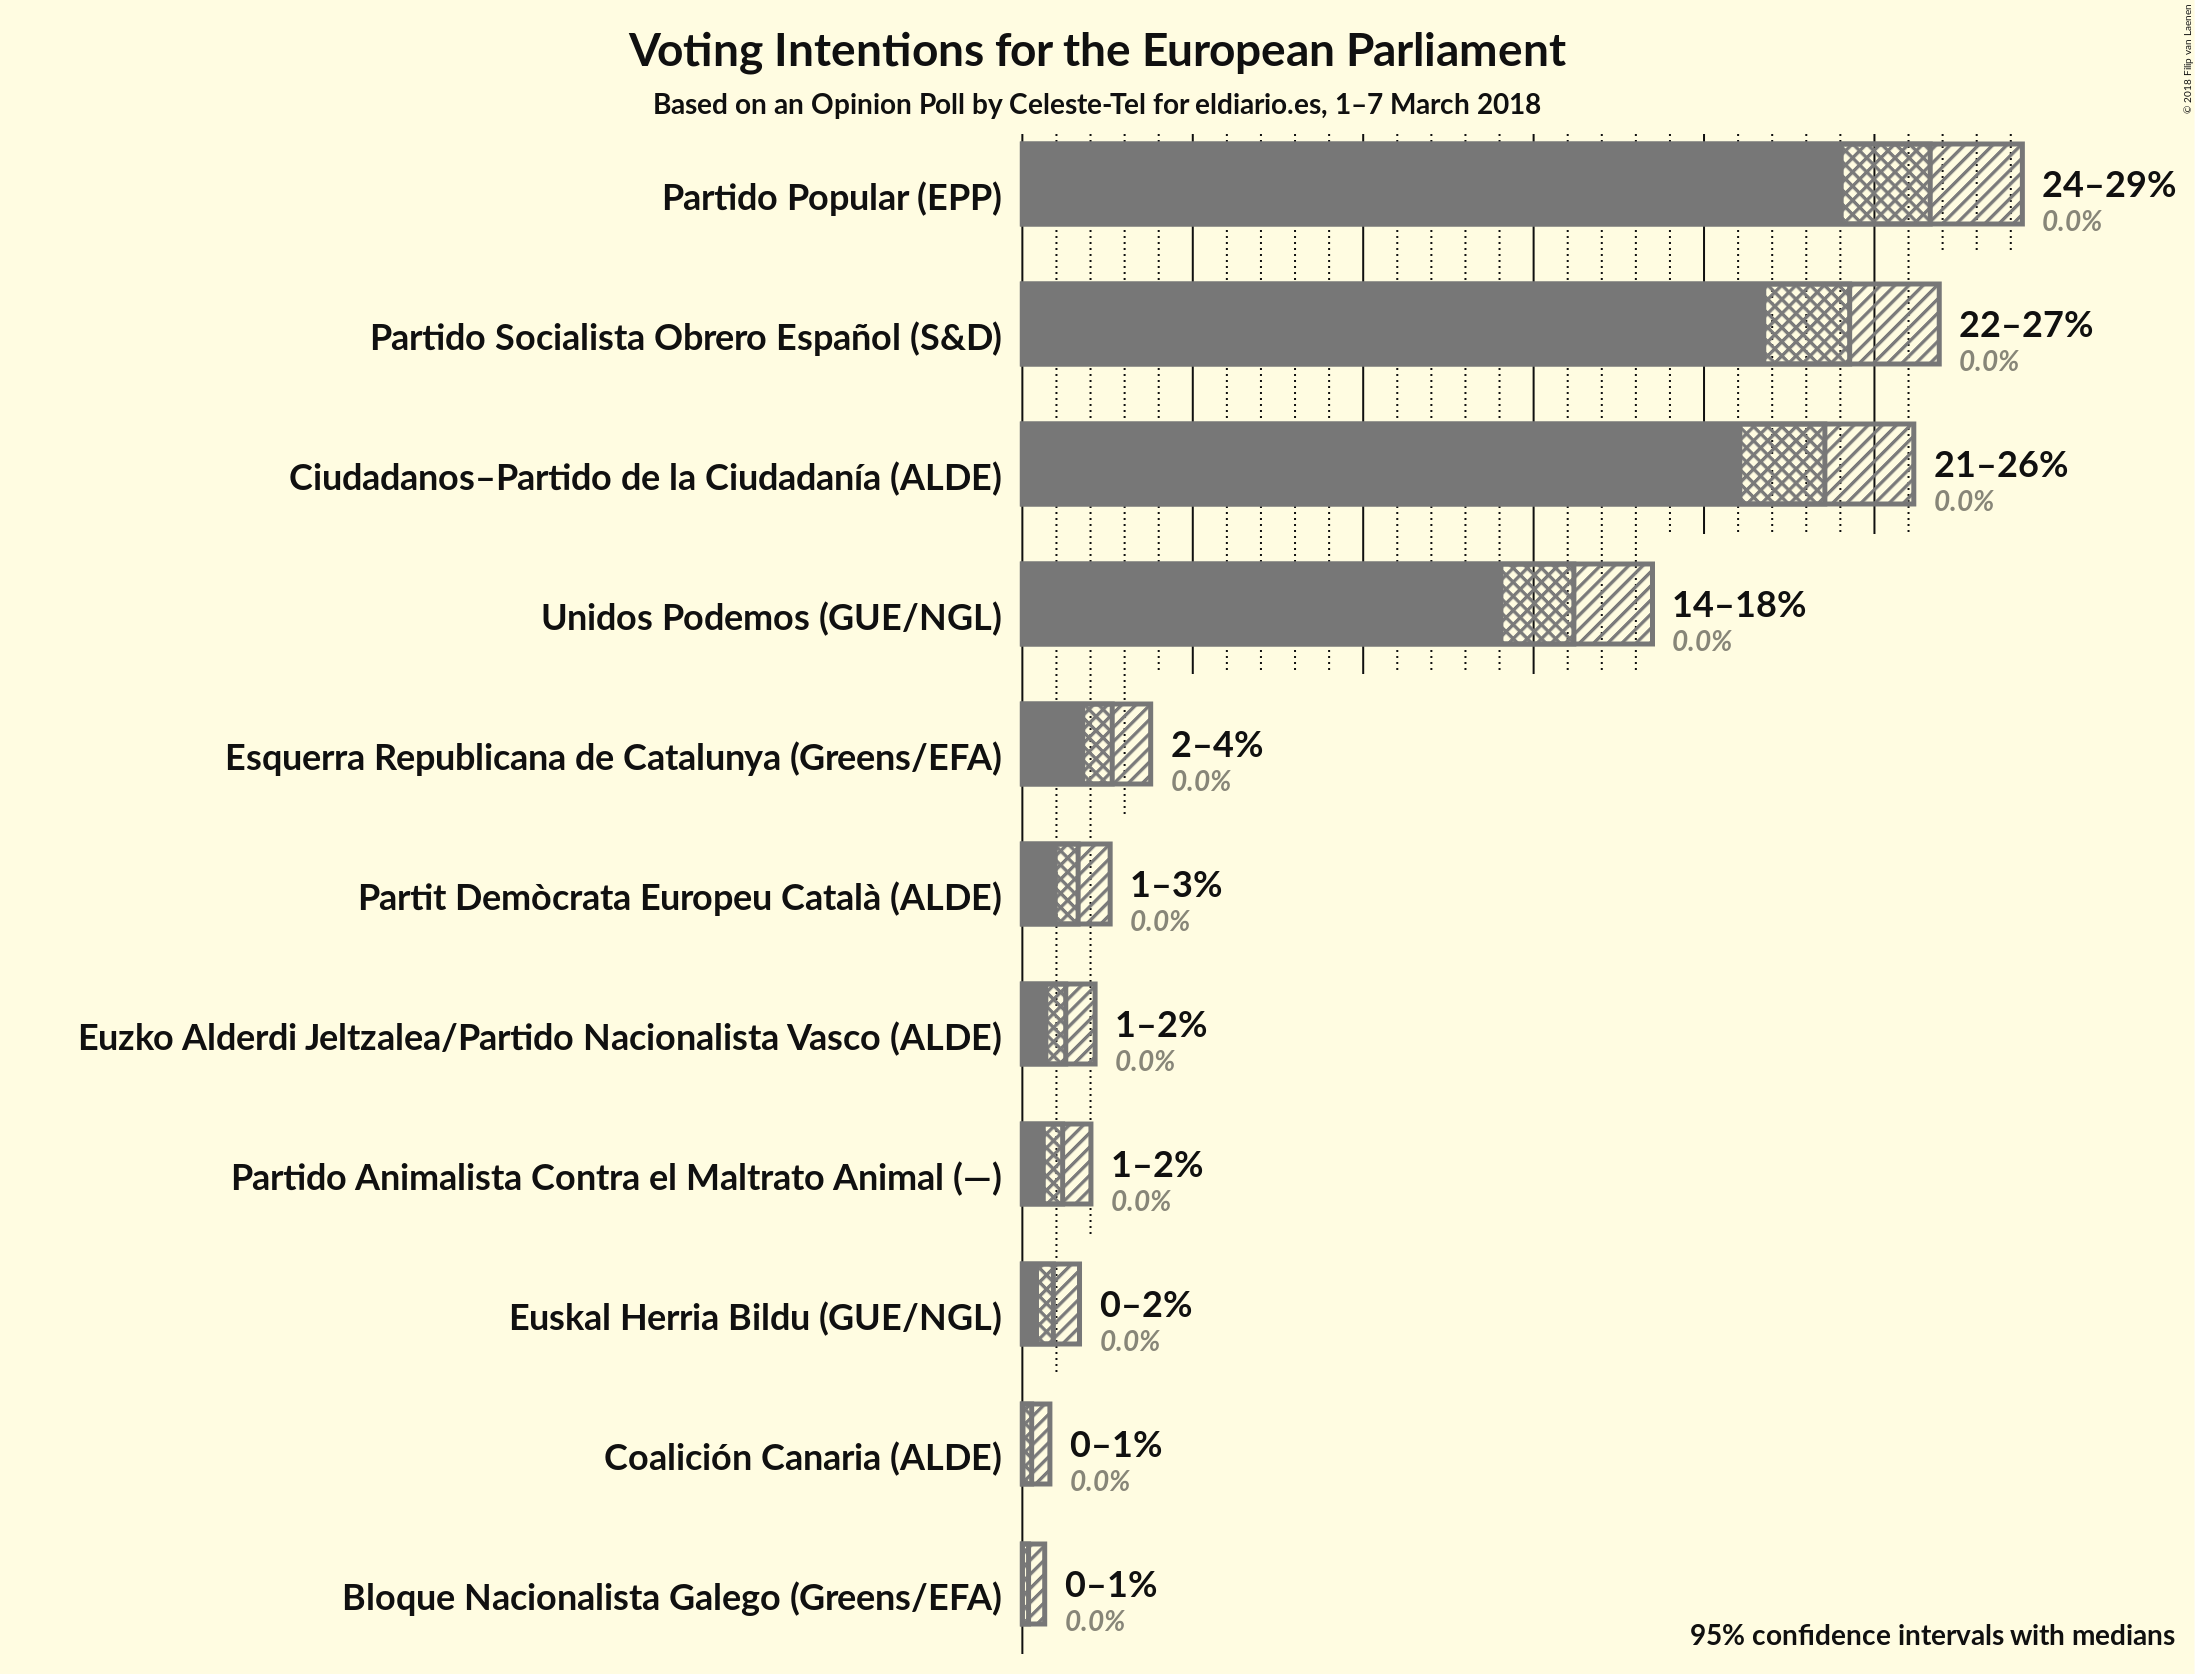 Voting Intentions for the European Parliament
Based on an Opinion Poll by Celeste-Tel for eldiario.es, 1–7 March 2018
© 2018 Filip van Laenen
Partido Popular (EPP)
24–29%
0.0%
Partido Socialista Obrero Español (S&D)
22–27%
0.0%
Ciudadanos–Partido de la Ciudadanía (ALDE)
21–26%
0.0%
Unidos Podemos (GUE/NGL)
14–18%
0.0%
Esquerra Republicana de Catalunya (Greens/EFA)
2–4%
0.0%
Partit Demòcrata Europeu Català (ALDE)
1–3%
0.0%
Euzko Alderdi Jeltzalea/Partido Nacionalista Vasco (ALDE)
1–2%
0.0%
Partido Animalista Contra el Maltrato Animal (—)
1–2%
0.0%
Euskal Herria Bildu (GUE/NGL)
0–2%
0.0%
Coalición Canaria (ALDE)
0–1%
0.0%
Bloque Nacionalista Galego (Greens/EFA)
0–1%
0.0%
95% confidence intervals with medians